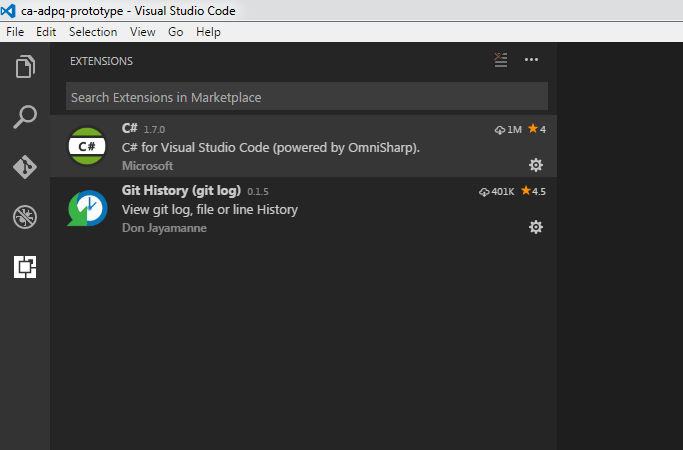 ca-adpq-prototype - Visual Studio Code
File Edit Selection View Go Help
EXTENSIONS
Search Extensions in Marketplace
C# C# 1.7.0 1M 4
C# for Visual Studio Code (powered by OmniSharp).
Microsoft
Git History (git log) 0.1.5 401K 4.5
View git log, file or line History
Don Jayamanne